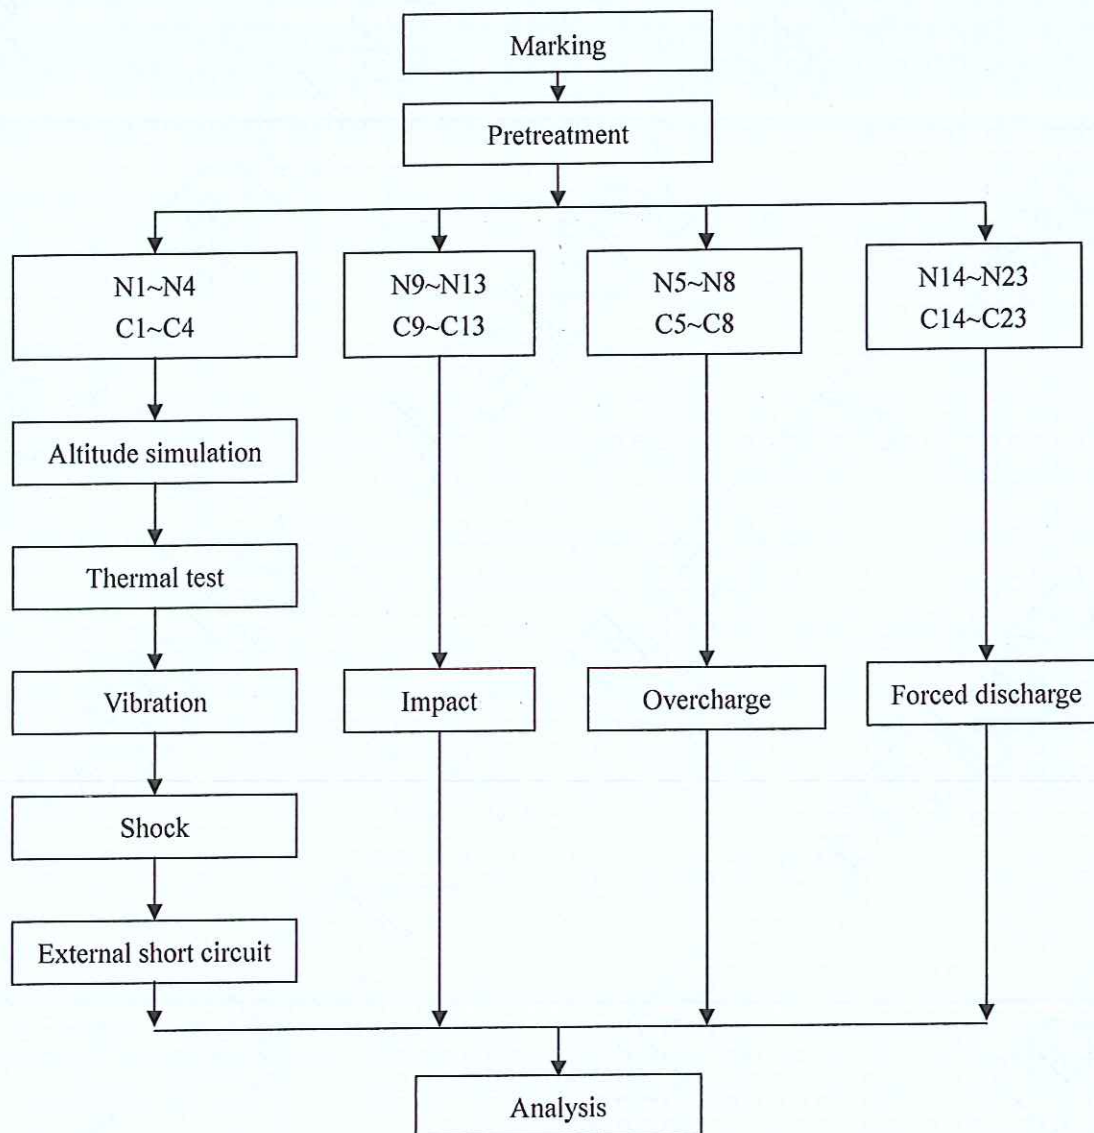 Marking
Pretreatment
N1~N4
C1~C4
N9~N13
C9~C13
N5~N8
C5~C8
N14~N23
C14~C23
Altitude simulation
Thermal test
Vibration
Impact
Overcharge
Forced discharge
Shock
External short circuit
Analysis